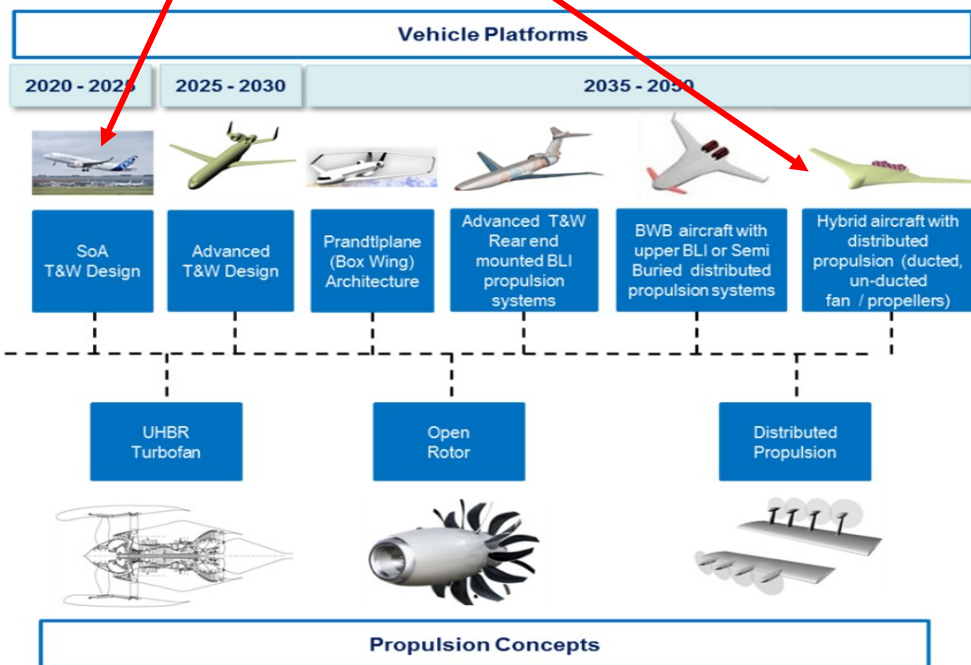 Vehicle Platforms
2020 - 2025
2025 - 2030
2035 - 2050
SoA
T&W Design
Advanced
T&W Design
Prandtlplane
(Box Wing)
Architecture
Advanced T&W
Rear end
mounted BLI
propulsion
systems
BWB aircraft with
upper BLI or Semi
Buried distributed
propulsion systems
Hybrid aircraft with
distributed
propulsion (ducted,
un-ducted
fan / propellers)
UHBR
Turbofan
Open
Rotor
Distributed
Propulsion
Propulsion Concepts